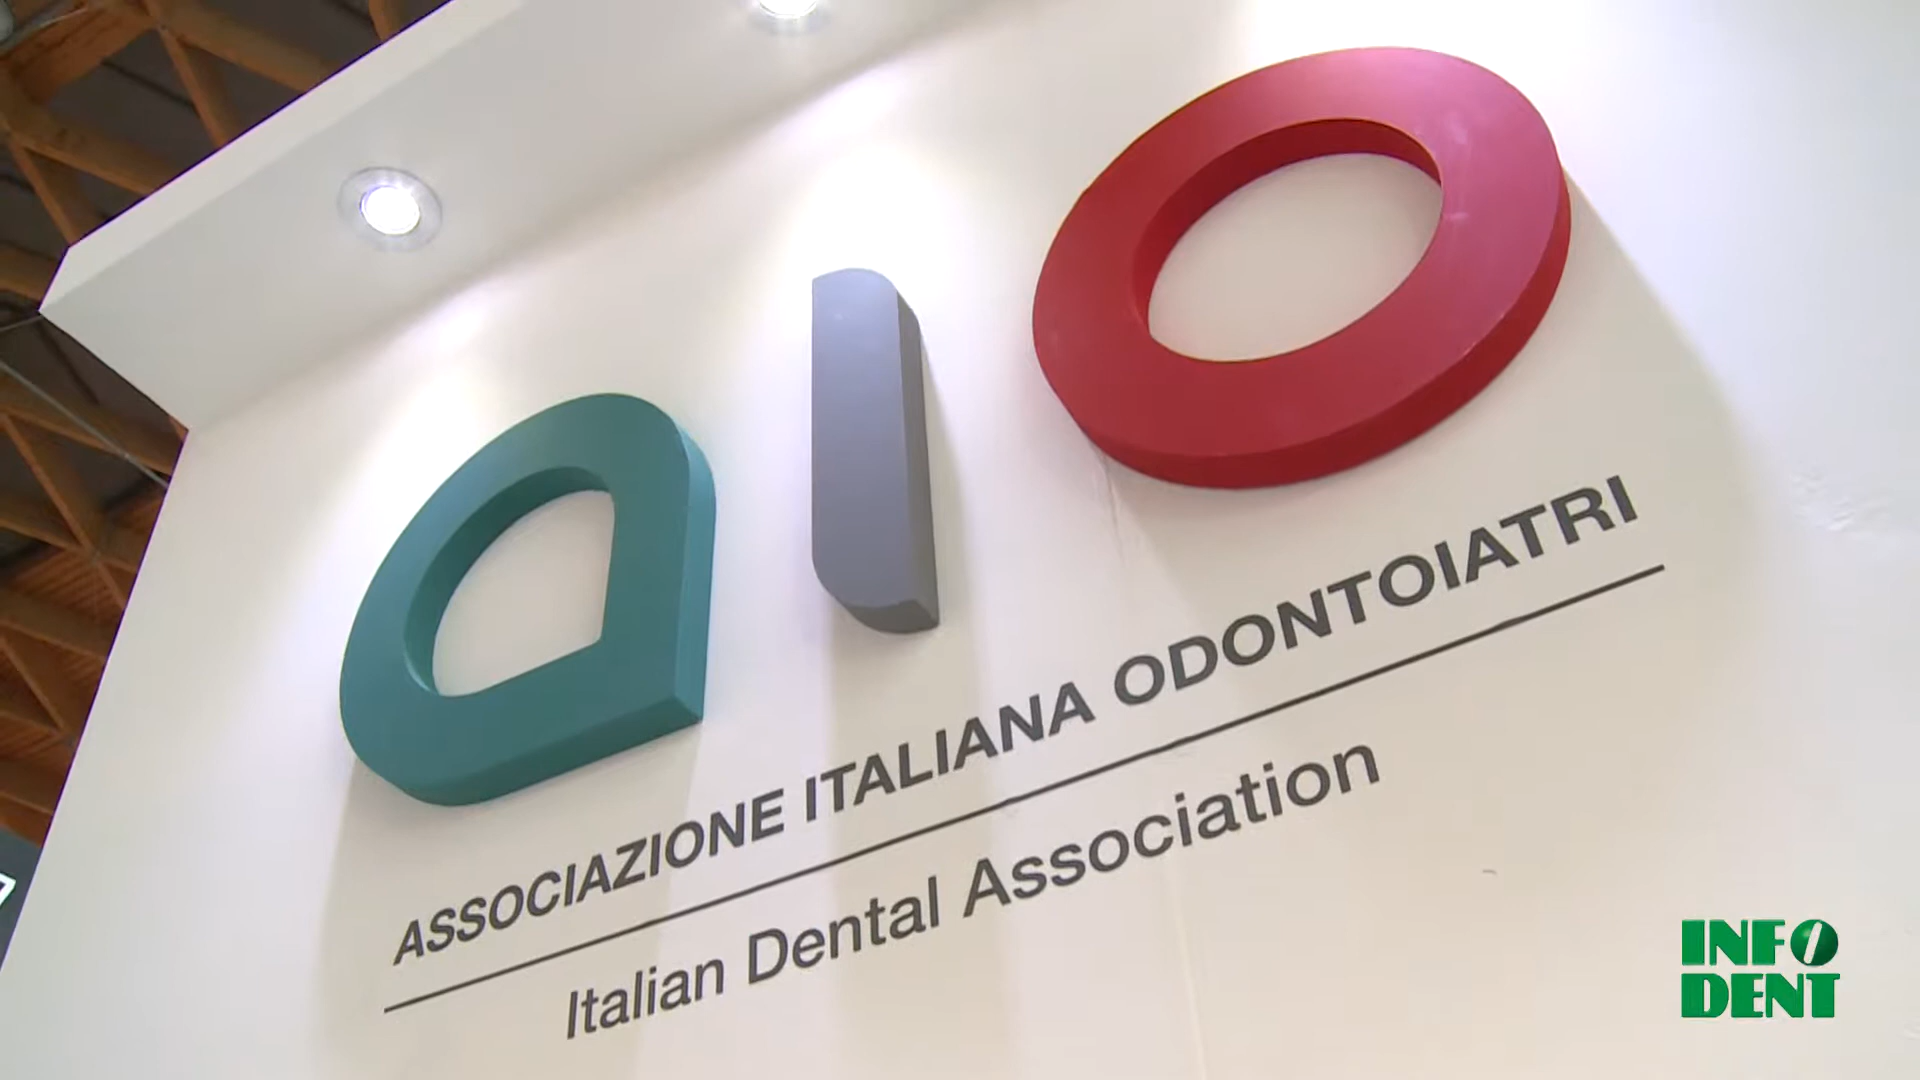 aio
ASSOCIAZIONE ITALIANA ODONTOIATRI
Italian Dental Association
INFO
DENT